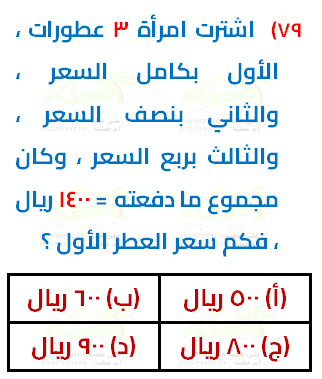 ٧٩) اشترت امرأة ٣ عطورات ،
الأول بكامل السعر ،
والثاني بنصف السعر ،
والثالث بربع السعر ، وكان
مجموع ما دفعته = ١٤٠٠ ريال
، فكم سعر العطر الأول ؟
(أ) ٥٠٠ ريال (ب) ٦٠٠ ريال
(ج) ٨٠٠ ريال (د) ٩٠٠ ريال